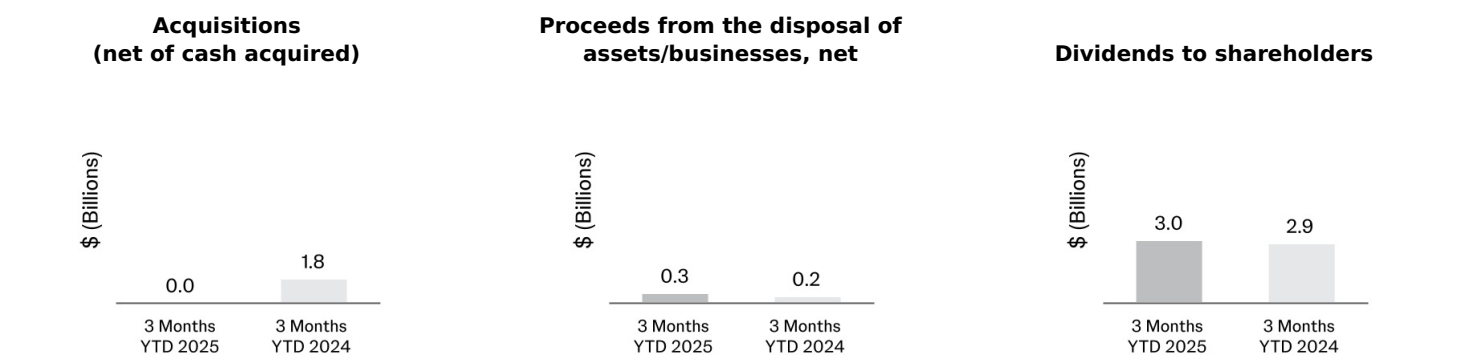 Acquisitions
(net of cash acquired)
$ (Billions)
0.0
1.8
3 Months
YTD 2025
3 Months
YTD 2024
Proceeds from the disposal of
assets/businesses, net
$ (Billions)
0.3
0.2
3 Months
YTD 2025
3 Months
YTD 2024
Dividends to shareholders
$ (Billions)
3.0
2.9
3 Months
YTD 2025
3 Months
YTD 2024